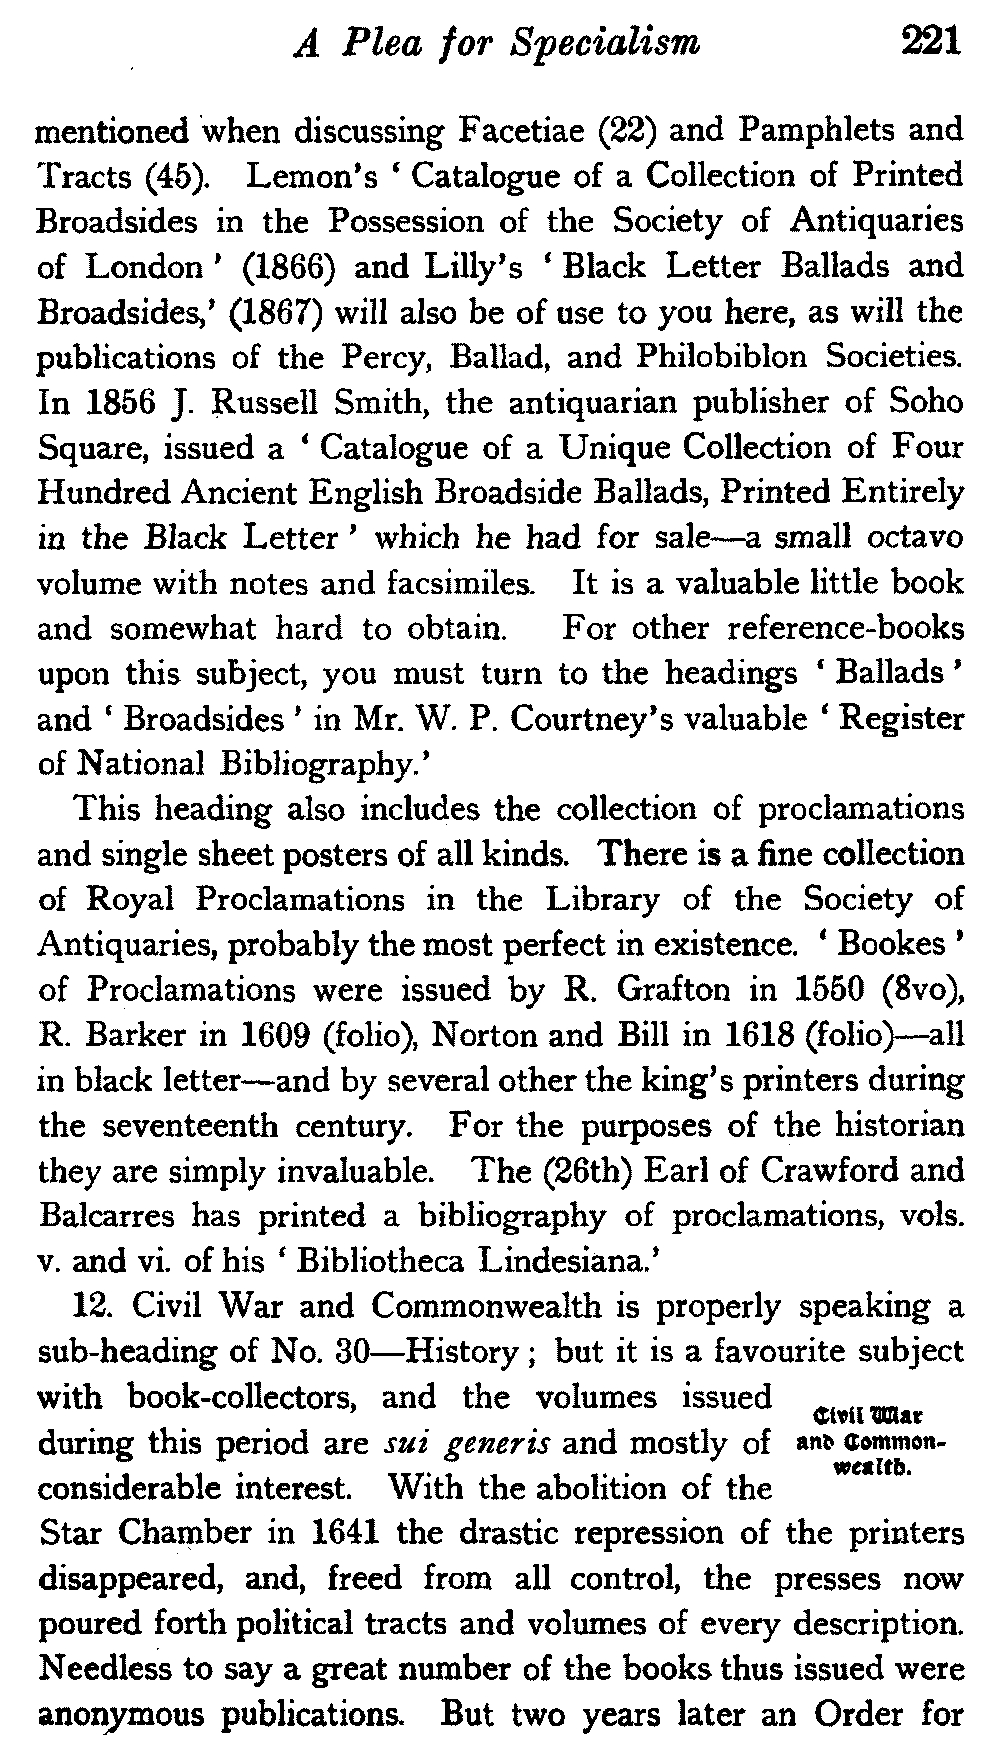 A Plea for Specialism 221
mentioned when discussing Facetiae (22) and Pamphlets and
Tracts (45). Lemon's ' Catalogue of a Collection of Printed
Broadsides in the Possession of the Society of Antiquaries
of London ' (1866) and Lilly's ' Black Letter Ballads and
Broadsides,' (1867) will also be of use to you here, as will the
publications of the Percy, Ballad, and Philobiblon Societies.
In 1856 J. Russell Smith, the antiquarian publisher of Soho
Square, issued a ' Catalogue of a Unique Collection of Four
Hundred Ancient English Broadside Ballads, Printed Entirely
in the Black Letter ' which he had for sale—a small octavo
volume with notes and facsimiles. It is a valuable little book
and somewhat hard to obtain. For other reference-books
upon this subject, you must turn to the headings ' Ballads '
and ' Broadsides ' in Mr. W. P. Courtney's valuable ' Register
of National Bibliography.'
This heading also includes the collection of proclamations
and single sheet posters of all kinds. There is a fine collection
of Royal Proclamations in the Library of the Society of
Antiquaries, probably the most perfect in existence. ' Bookes '
of Proclamations were issued by R. Grafton in 1550 (8vo),
R. Barker in 1609 (folio), Norton and Bill in 1618 (folio)—all
in black letter—and by several other the king's printers during
the seventeenth century. For the purposes of the historian
they are simply invaluable. The (26th) Earl of Crawford and
Balcarres has printed a bibliography of proclamations, vols.
v. and vi. of his ' Bibliotheca Lindesiana.'
12. Civil War and Commonwealth is properly speaking a
sub-heading of No. 30—History ; but it is a favourite subject
with book-collectors, and the volumes issued
during this period are sui generis and mostly of
considerable interest. With the abolition of the
Civil War
and Common-
wealth.
Star Chamber in 1641 the drastic repression of the printers
disappeared, and, freed from all control, the presses now
poured forth political tracts and volumes of every description.
Needless to say a great number of the books thus issued were
anonymous publications. But two years later an Order for